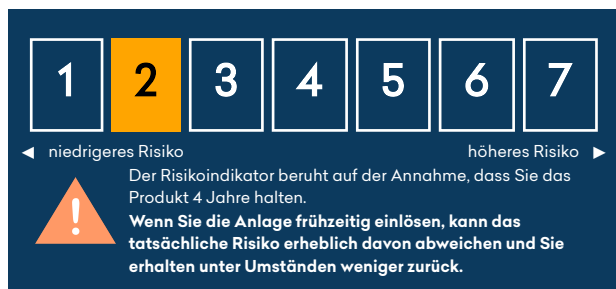 1 2 3 4 5 6 7
◄ niedrigeres Risiko höheres Risiko ►
Der Risikoindikator beruht auf der Annahme, dass Sie das
Produkt 4 Jahre halten.
Wenn Sie die Anlage frühzeitig einlösen, kann das
tatsächliche Risiko erheblich davon abweichen und Sie
erhalten unter Umständen weniger zurück.
!